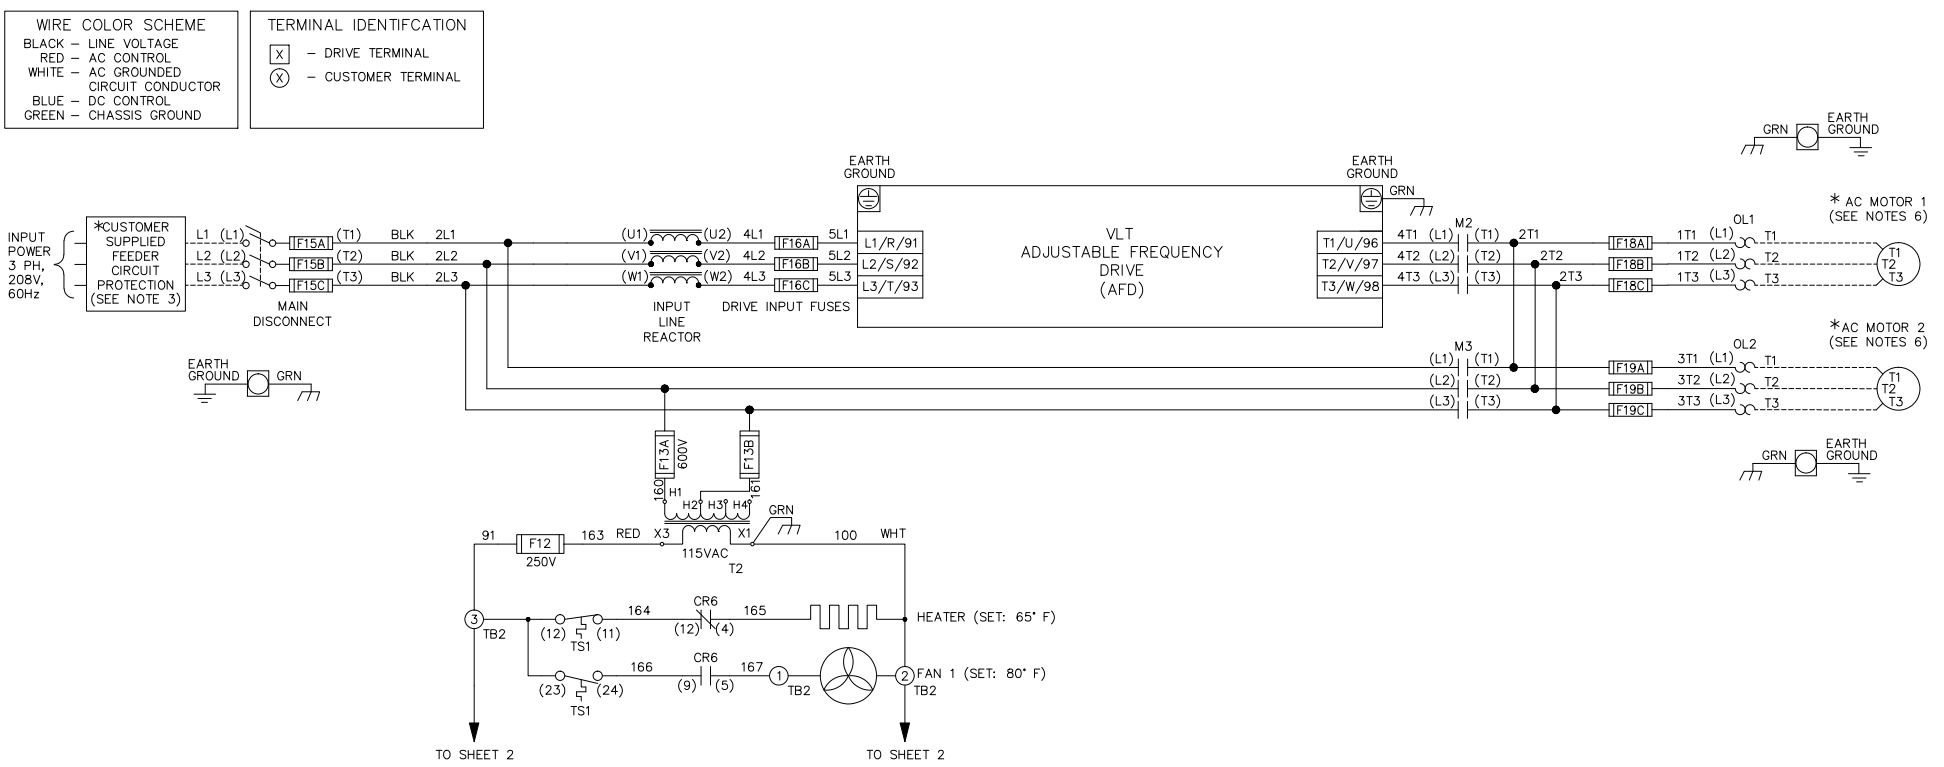 WIRE COLOR SCHEME
BLACK – LINE VOLTAGE
RED – AC CONTROL
WHITE – AC GROUNDED
CIRCUIT CONDUCTOR
BLUE – DC CONTROL
GREEN – CHASSIS GROUND
TERMINAL IDENTIFCATION
X – DRIVE TERMINAL
X – CUSTOMER TERMINAL
INPUT
POWER
3 PH,
208V,
60Hz
*CUSTOMER
SUPPLIED
FEEDER
CIRCUIT
PROTECTION
(SEE NOTE 3)
L1 (L1) F15A (T1) BLK 2L1
L2 (L2) F15B (T2) BLK 2L2
L3 (L3) F15C (T3) BLK 2L3
MAIN
DISCONNECT
EARTH
GROUND
GRN
(U1) (U2) 4L1 F16A 5L1
(V1) (V2) 4L2 F16B 5L2
(W1) (W2) 4L3 F16C 5L3
INPUT
LINE
REACTOR
DRIVE INPUT FUSES
EARTH
GROUND
L1/R/91
L2/S/92
L3/T/93
VLT
ADJUSTABLE FREQUENCY
DRIVE
(AFD)
EARTH
GROUND
GRN
T1/U/96
T2/V/97
T3/W/98
M2
4T1 (L1) (T1) 2T1 F18A 1T1 (L1) T1
4T2 (L2) (T2) 2T2 F18B 1T2 (L2) T2
4T3 (L3) (T3) 2T3 F18C 1T3 (L3) T3
OL1
GRN
EARTH
GROUND
* AC MOTOR 1
(SEE NOTES 6)
T1
T2
T3
M3
(L1) (T1) F19A 3T1 (L1) T1
(L2) (T2) F19B 3T2 (L2) T2
(L3) (T3) F19C 3T3 (L3) T3
OL2
*AC MOTOR 2
(SEE NOTES 6)
T1
T2
T3
GRN
EARTH
GROUND
F13A
600V
F13B
160
161
H1
H2 H3 H4
GRN
91 F12 163 RED X3 X1 100 WHT
250V
115VAC
T2
3
TB2
164 CR6 165
(12) (11) (12) (4)
TS1
HEATER (SET: 65° F)
166 CR6 167 1 2 FAN 1 (SET: 80° F)
(23) (24) (9) (5) TB2 TB2
TS1
TO SHEET 2
TO SHEET 2